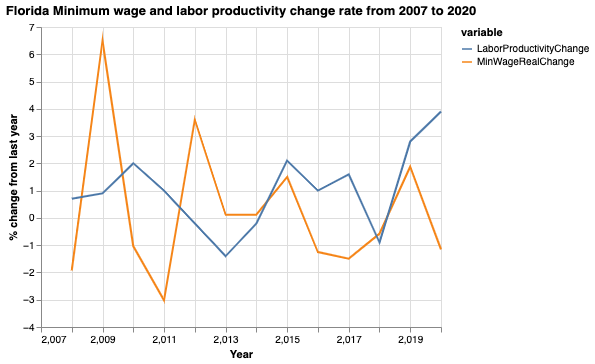 Florida Minimum wage and labor productivity change rate from 2007 to 2020
variable
LaborProductivityChange
MinWageRealChange
% change from last year
7
6
5
4
3
2
1
0
−1
−2
−3
−4
2,007 2,009 2,011 2,013 2,015 2,017 2,019
Year